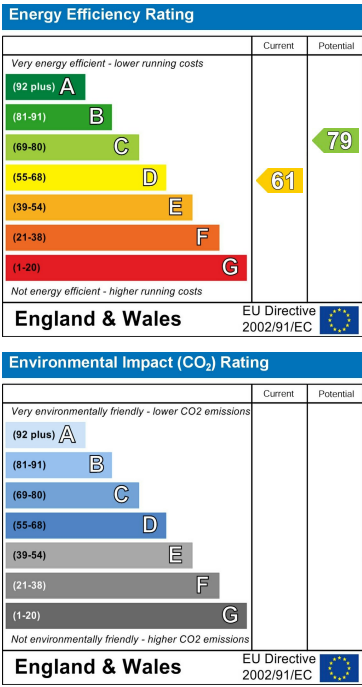 Energy Efficiency Rating
Current Potential
Very energy efficient - lower running costs
(92 plus) A
(81-91) B
(69-80) C
79
(55-68) D
61
(39-54) E
(21-38) F
(1-20) G
Not energy efficient - higher running costs
England & Wales
EU Directive
2002/91/EC
Environmental Impact (CO₂) Rating
Current Potential
Very environmentally friendly - lower CO2 emissions
(92 plus) A
(81-91) B
(69-80) C
(55-68) D
(39-54) E
(21-38) F
(1-20) G
Not environmentally friendly - higher CO2 emissions
England & Wales
EU Directive
2002/91/EC